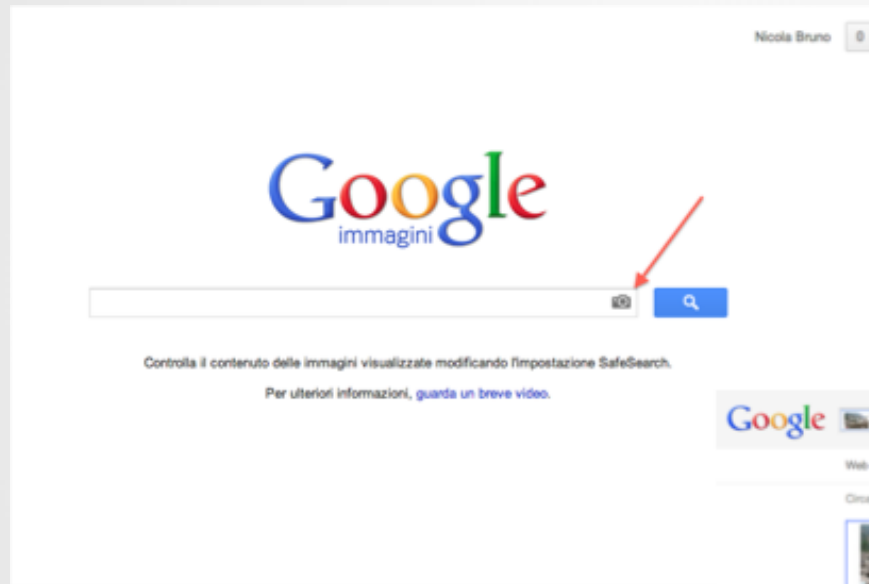 Nicola Bruno 0
Google
immagini
Controlla il contenuto delle immagini visualizzate modificando l'impostazione SafeSearch.
Per ulteriori informazioni, guarda un breve video.
Google
Web
Circa